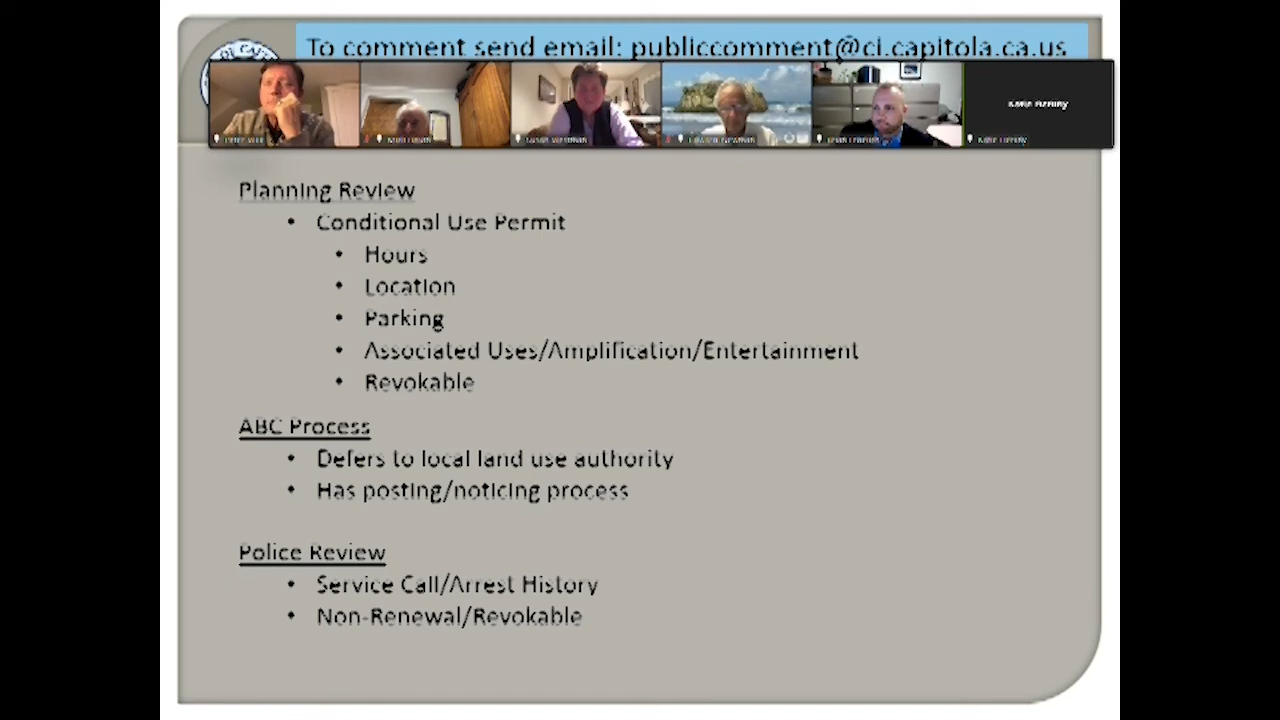 To comment send email: publiccomment@ci.capitola.ca.us
Planning Review
• Conditional Use Permit
• Hours
• Location
• Parking
• Associated Uses/Amplification/Entertainment
• Revokable
ABC Process
• Defers to local land use authority
• Has posting/noticing process
Police Review
• Service Call/Arrest History
• Non-Renewal/Revokable